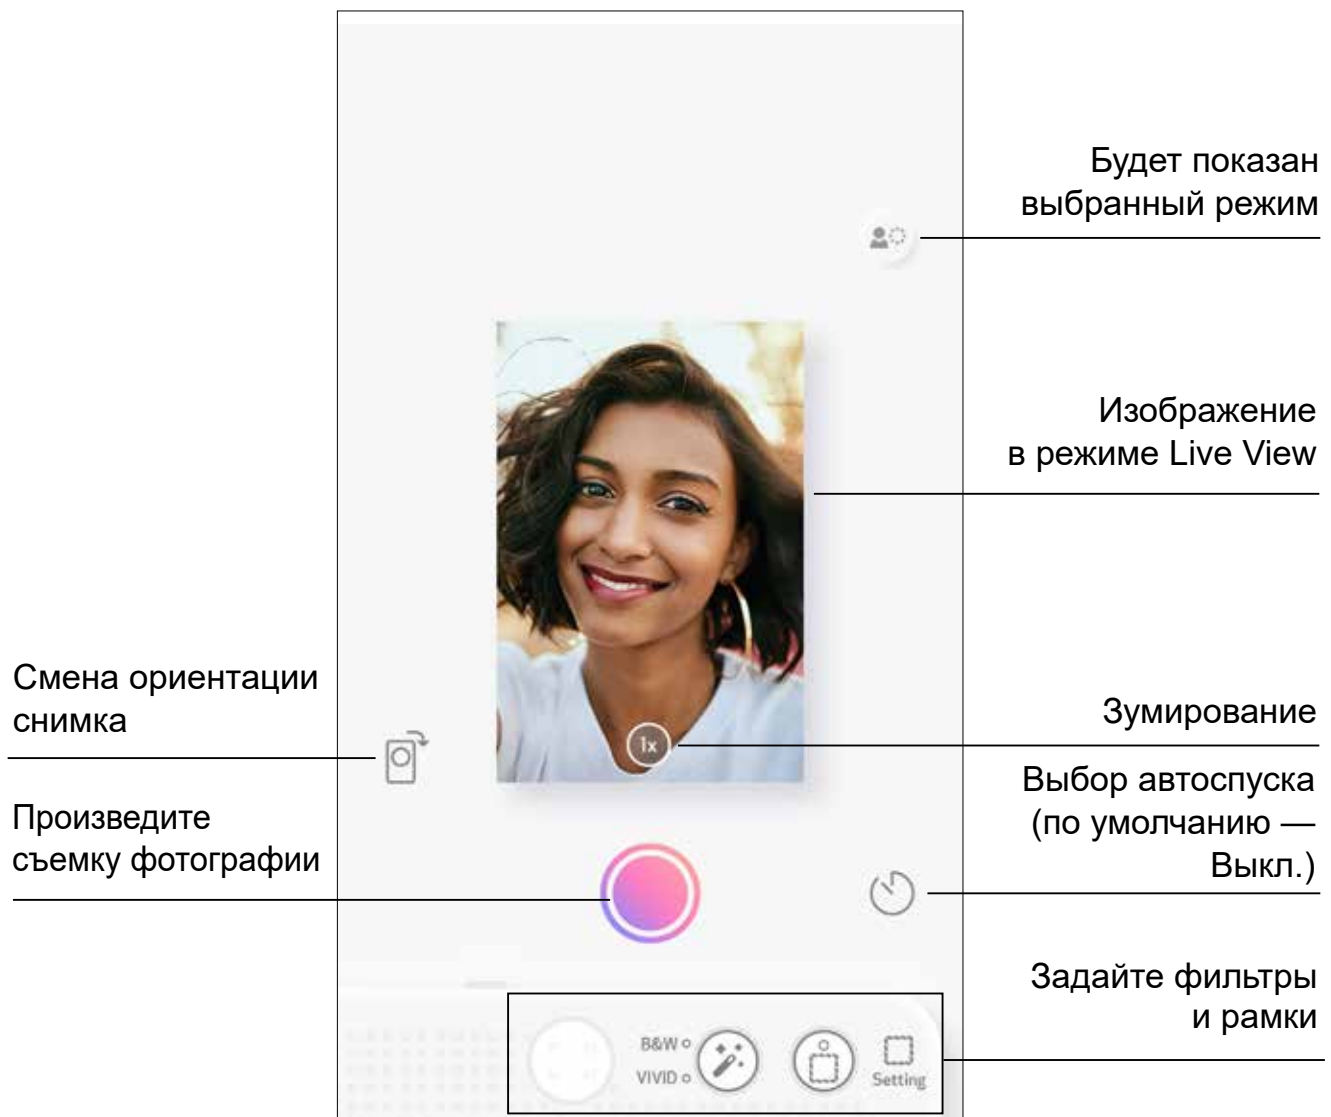 Будет показан
выбранный режим
Изображение
в режиме Live View
Смена ориентации
снимка
Зумирование
1x
Выбор автоспуска
(по умолчанию —
Выкл.)
Произведите
съемку фотографии
Задайте фильтры
и рамки
B&W
VIVID
Setting